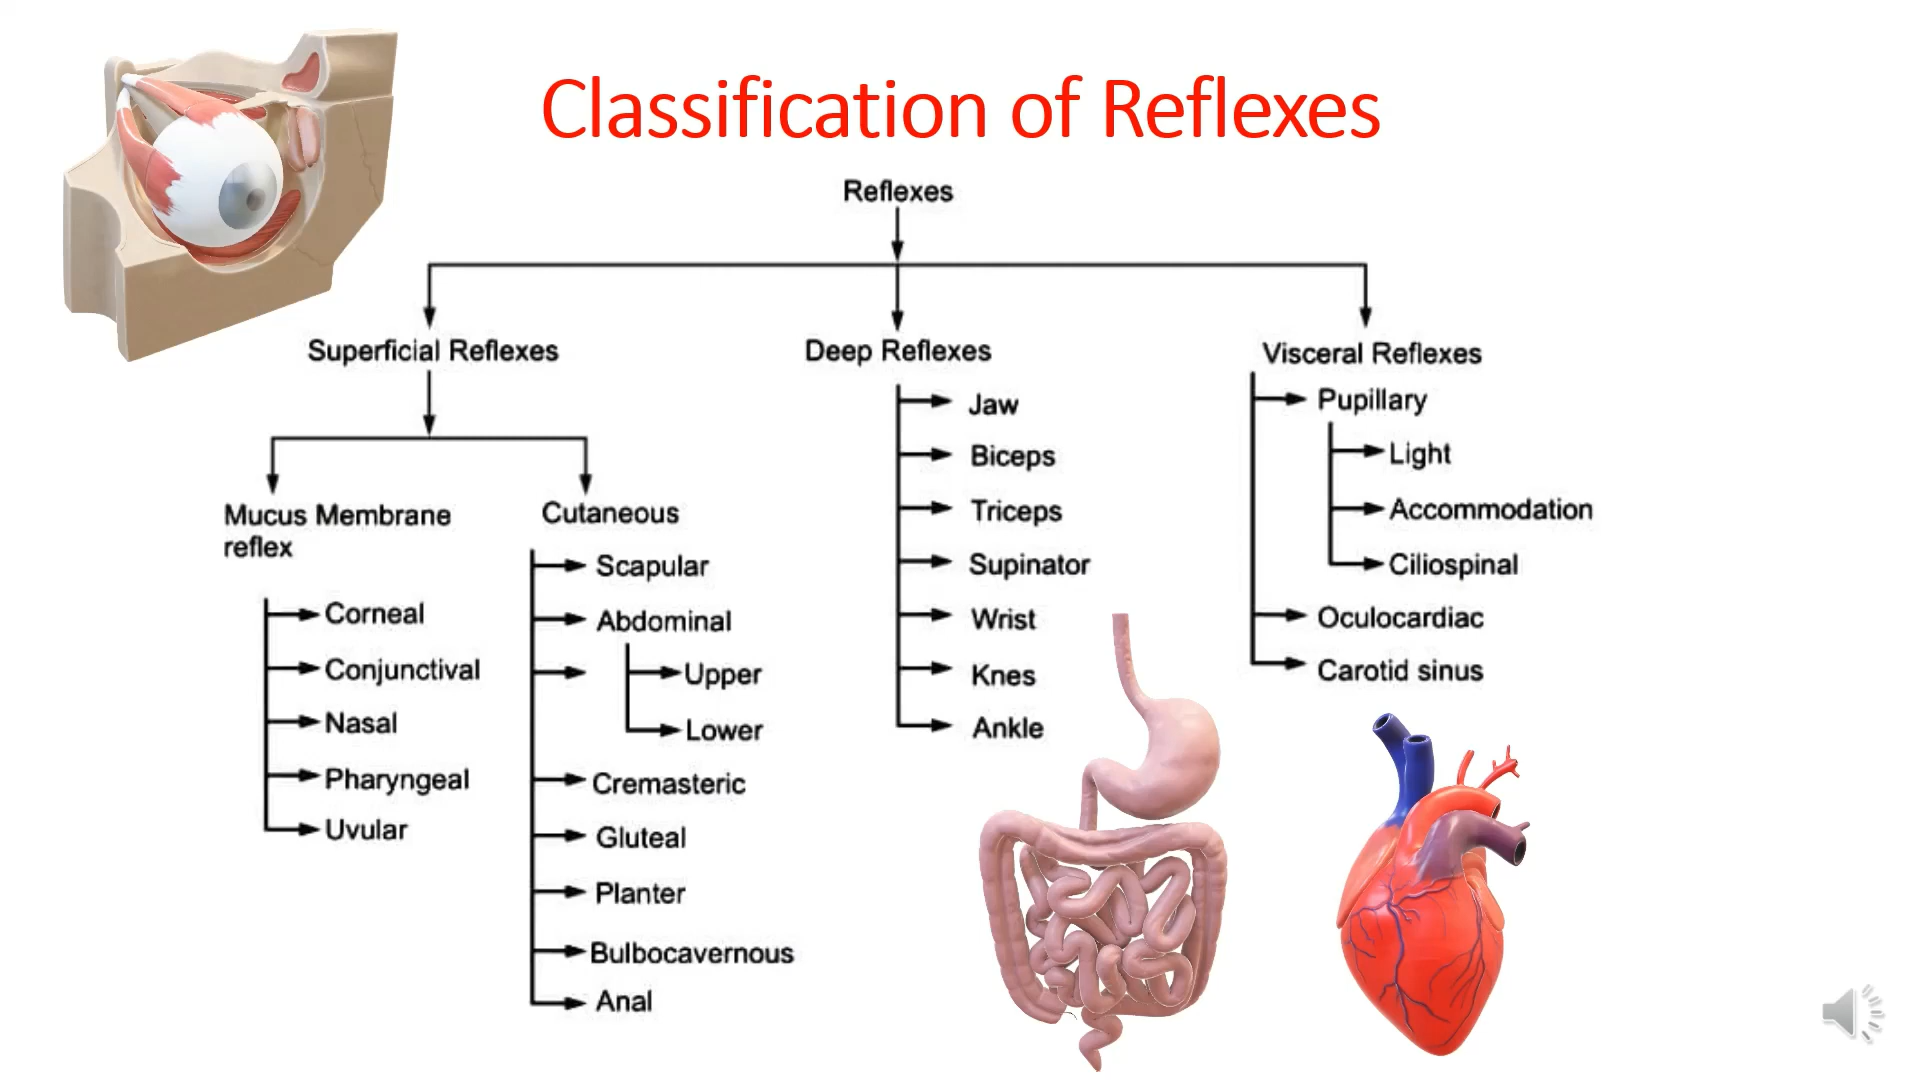 Classification of Reflexes
Reflexes
Superficial Reflexes
Mucus Membrane
reflex
Corneal
Conjunctival
Nasal
Pharyngeal
Uvular
Cutaneous
Scapular
Abdominal
Upper
Lower
Cremasteric
Gluteal
Planter
Bulbocavernous
Anal
Deep Reflexes
Jaw
Biceps
Triceps
Supinator
Wrist
Knes
Ankle
Visceral Reflexes
Pupillary
Light
Accommodation
Ciliospinal
Oculocardiac
Carotid sinus